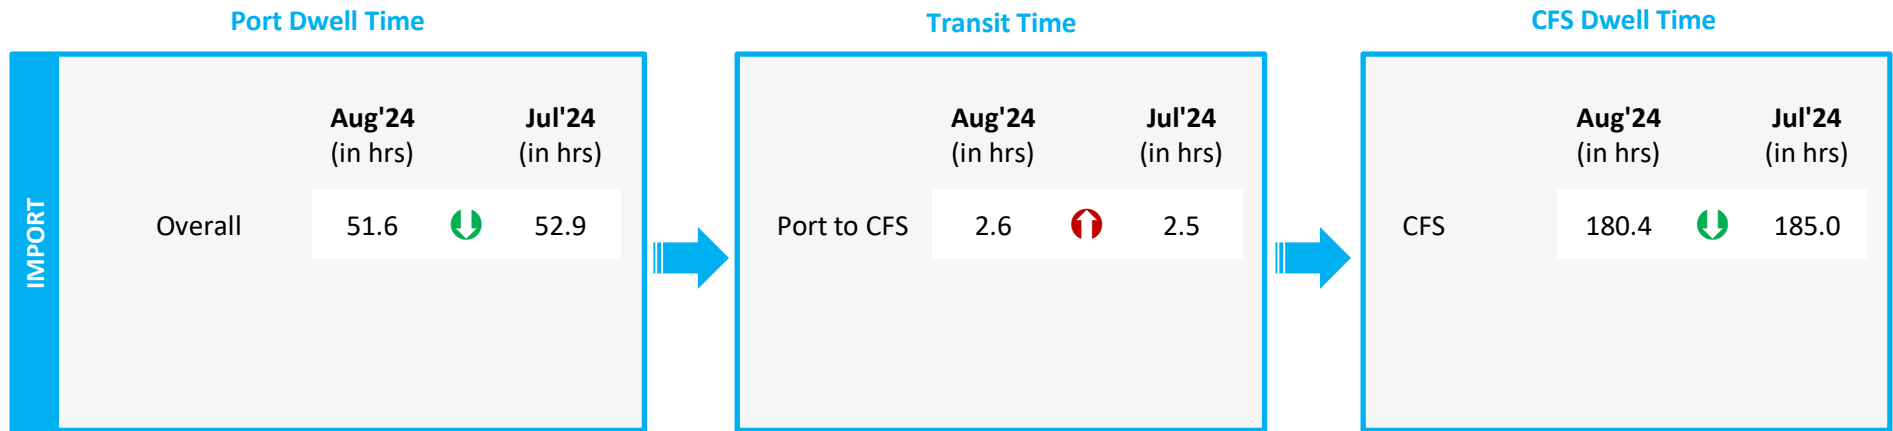 Port Dwell Time
Transit Time
CFS Dwell Time
IMPORT
Aug'24 Jul'24
(in hrs) (in hrs)
Overall 51.6 52.9
Aug'24 Jul'24
(in hrs) (in hrs)
Port to CFS 2.6 2.5
Aug'24 Jul'24
(in hrs) (in hrs)
CFS 180.4 185.0